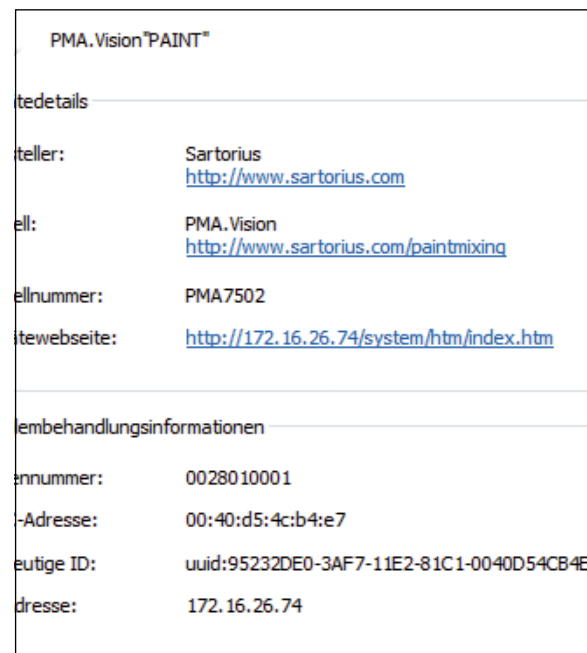 PMA.Vision"PAINT"
tedetails
steller: Sartorius
http://www.sartorius.com
ell: PMA.Vision
http://www.sartorius.com/paintmixing
ellnummer: PMA7502
itewebseite: http://172.16.26.74/system/htm/index.htm
lembehandlungsinformationen
ennummer: 0028010001
-Adresse: 00:40:d5:4c:b4:e7
eutige ID: uuid:95232DE0-3AF7-11E2-81C1-0040D54CB4E
dresse: 172.16.26.74